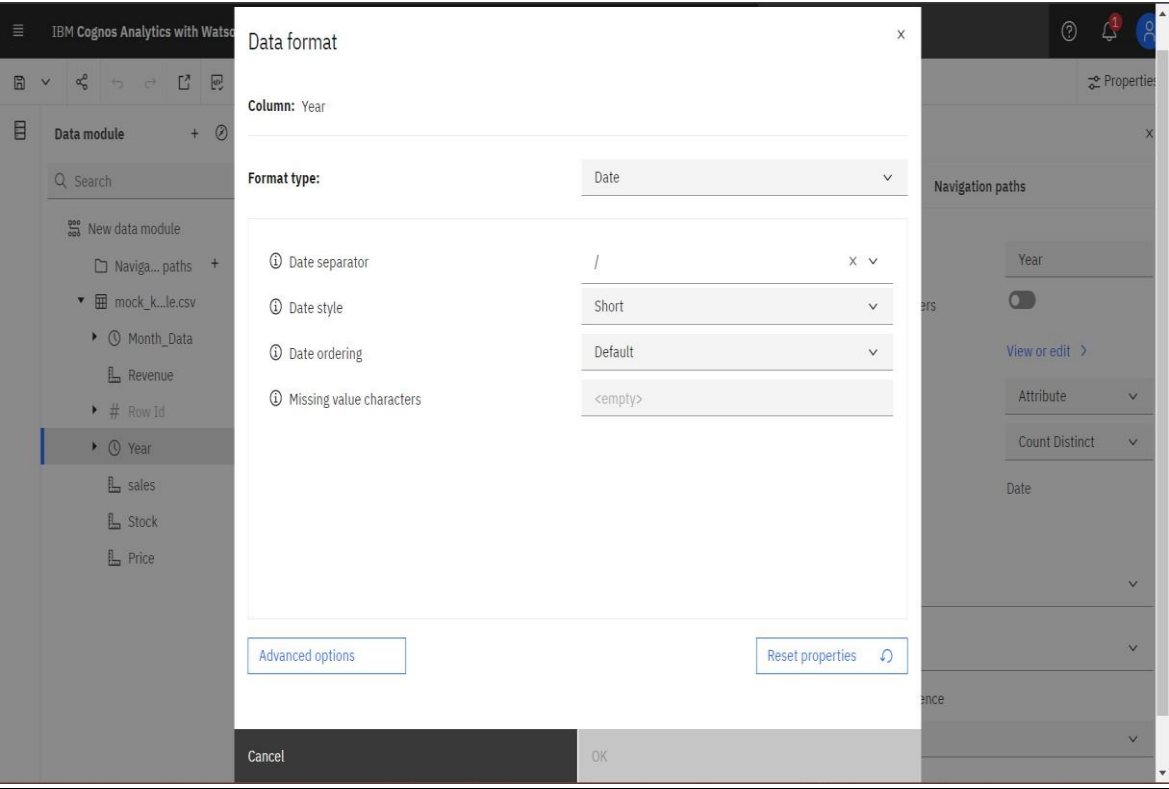 IBM Cognos Analytics with Watso
1
Properties
Data module
Search
New data module
Naviga... paths +
mock_k...le.csv
Month_Data
Revenue
# Row Id
Year
sales
Stock
Price
Data format
x
Column: Year
Format type: Date
Date separator / x
Date style Short
Date ordering Default
Missing value characters <empty>
Advanced options
Reset properties
Cancel
OK
x
Navigation paths
Year
ers
View or edit >
Attribute
Count Distinct
Date
ence